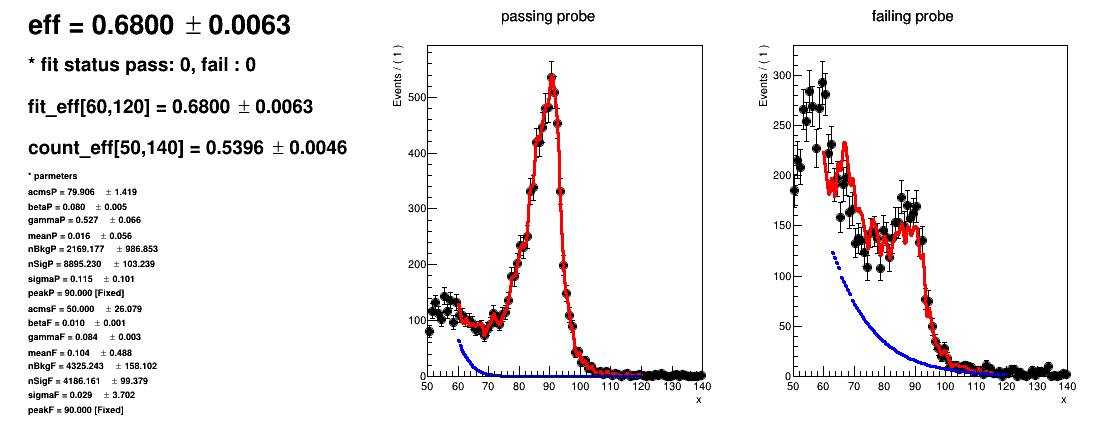 eff = 0.6800 ± 0.0063
* fit status pass: 0, fail : 0
fit_eff[60,120] = 0.6800 ± 0.0063
count_eff[50,140] = 0.5396 ± 0.0046
* parmeters
acmsP = 79.906 ± 1.419
betaP = 0.080 ± 0.005
gammaP = 0.527 ± 0.066
meanP = 0.016 ± 0.056
nBkgP = 2169.177 ± 986.853
nSigP = 8895.230 ± 103.239
sigmaP = 0.115 ± 0.101
peakP = 90.000 [Fixed]
acmsF = 50.000 ± 26.079
betaF = 0.010 ± 0.001
gammaF = 0.084 ± 0.003
meanF = 0.104 ± 0.488
nBkgF = 4325.243 ± 158.102
nSigF = 4186.161 ± 99.379
sigmaF = 0.029 ± 3.702
peakF = 90.000 [Fixed]
passing probe
Events / ( 1 )
500
400
300
200
100
0
50 60 70 80 90 100 110 120 130 140
x
failing probe
Events / ( 1 )
300
250
200
150
100
50
0
50 60 70 80 90 100 110 120 130 140
x